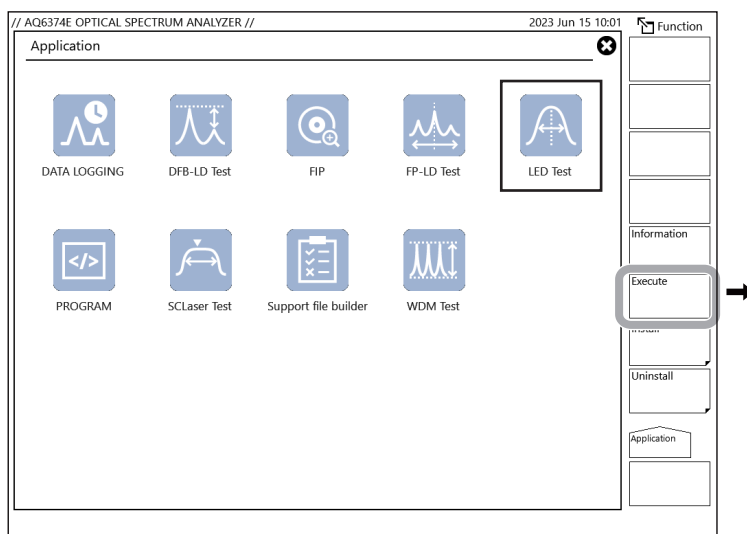 // AQ6374E OPTICAL SPECTRUM ANALYZER // 2023 Jun 15 10:01
Function
Application
DATA LOGGING DFB-LD Test FIP FP-LD Test LED Test
Information
</>
Execute
PROGRAM SCLaser Test Support file builder WDM Test
Install
Uninstall
Application